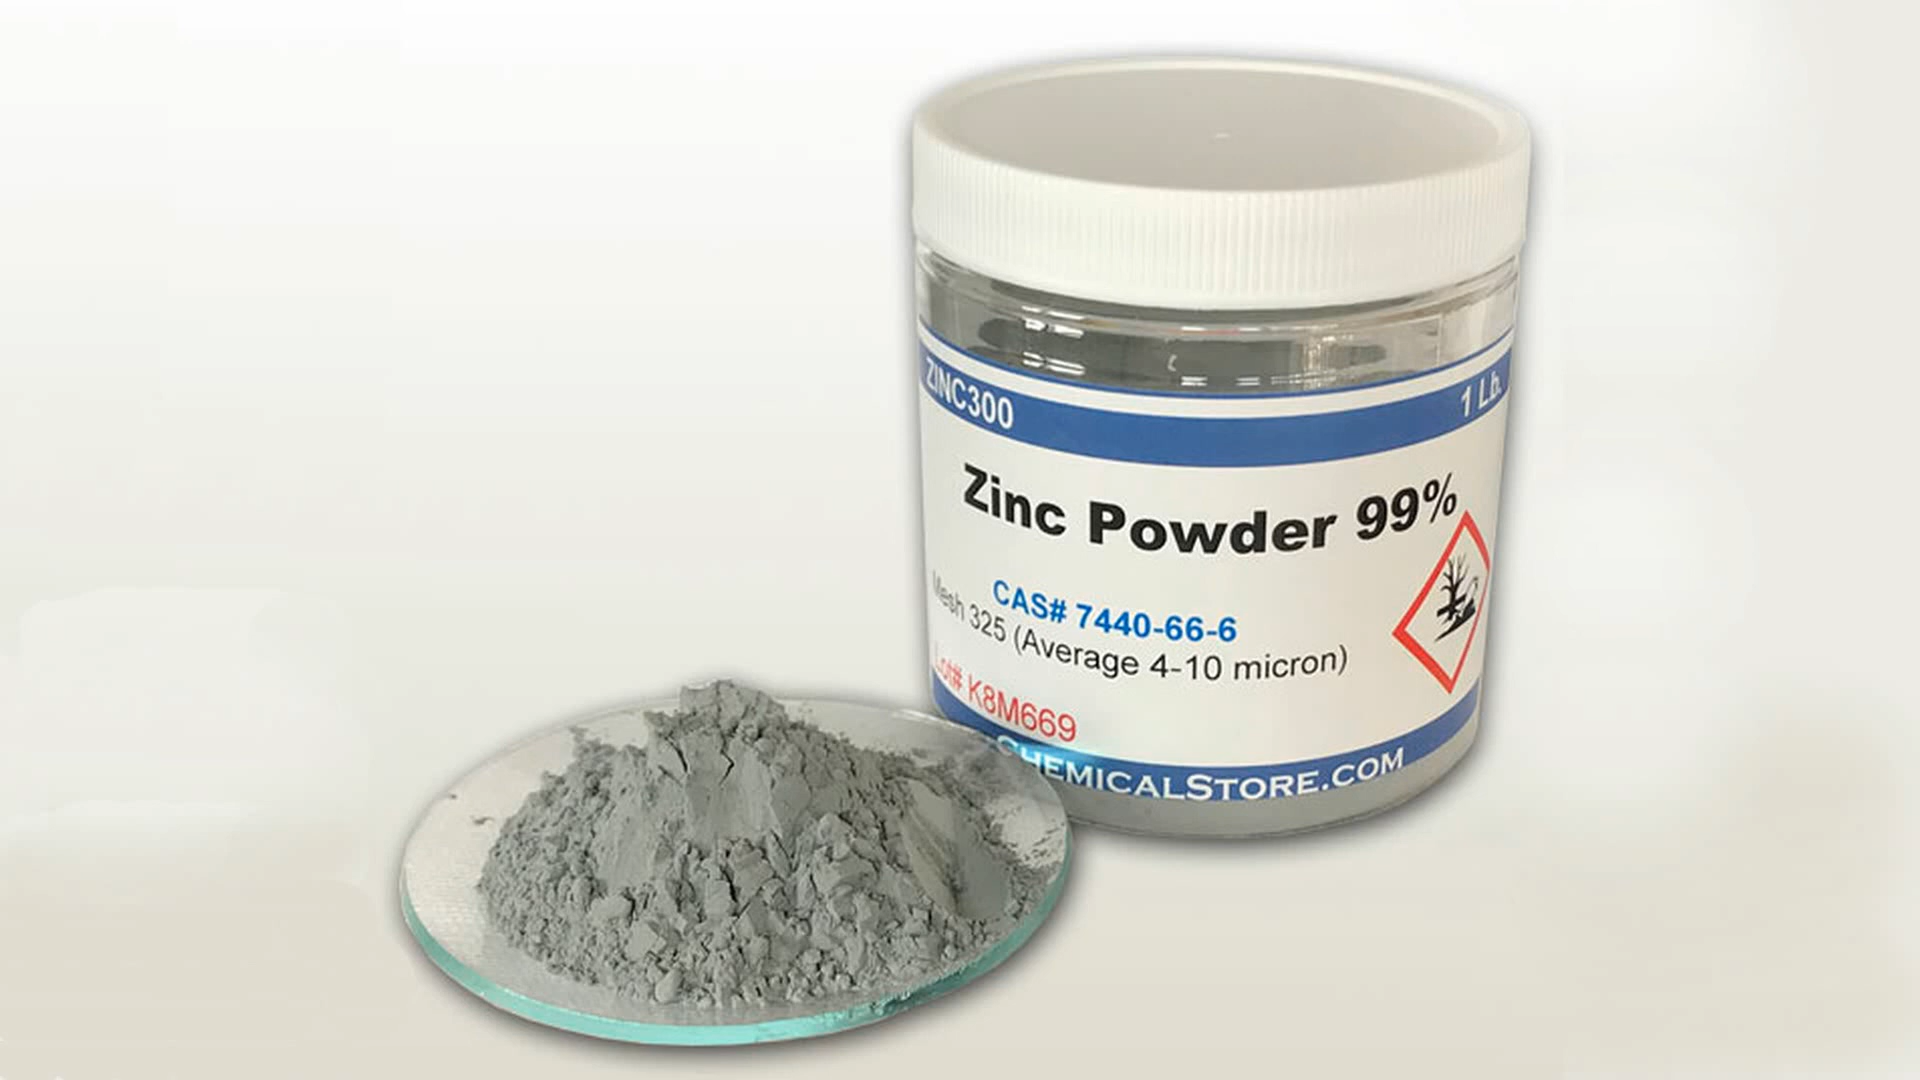 ZINC300 1 Lb.
Zinc Powder 99%
CAS# 7440-66-6
Mesh 325 (Average 4-10 micron)
Lot# K8M669
CHEMICALSTORE.COM